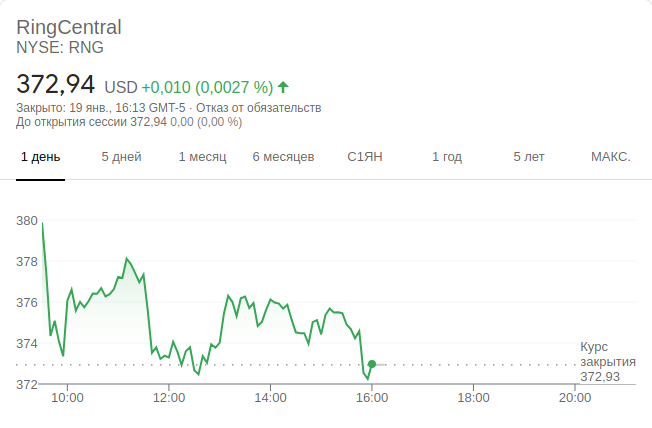 RingCentral
NYSE: RNG
372,94 USD +0,010 (0,0027 %)
Закрыто: 19 янв., 16:13 GMT-5 · Отказ от обязательств
До открытия сессии 372,94 0,00 (0,00 %)
1 день 5 дней 1 месяц 6 месяцев С1ЯН 1 год 5 лет МАКС.
380
378
376
374
372
Курс
закрытия
372,93
10:00 12:00 14:00 16:00 18:00 20:00